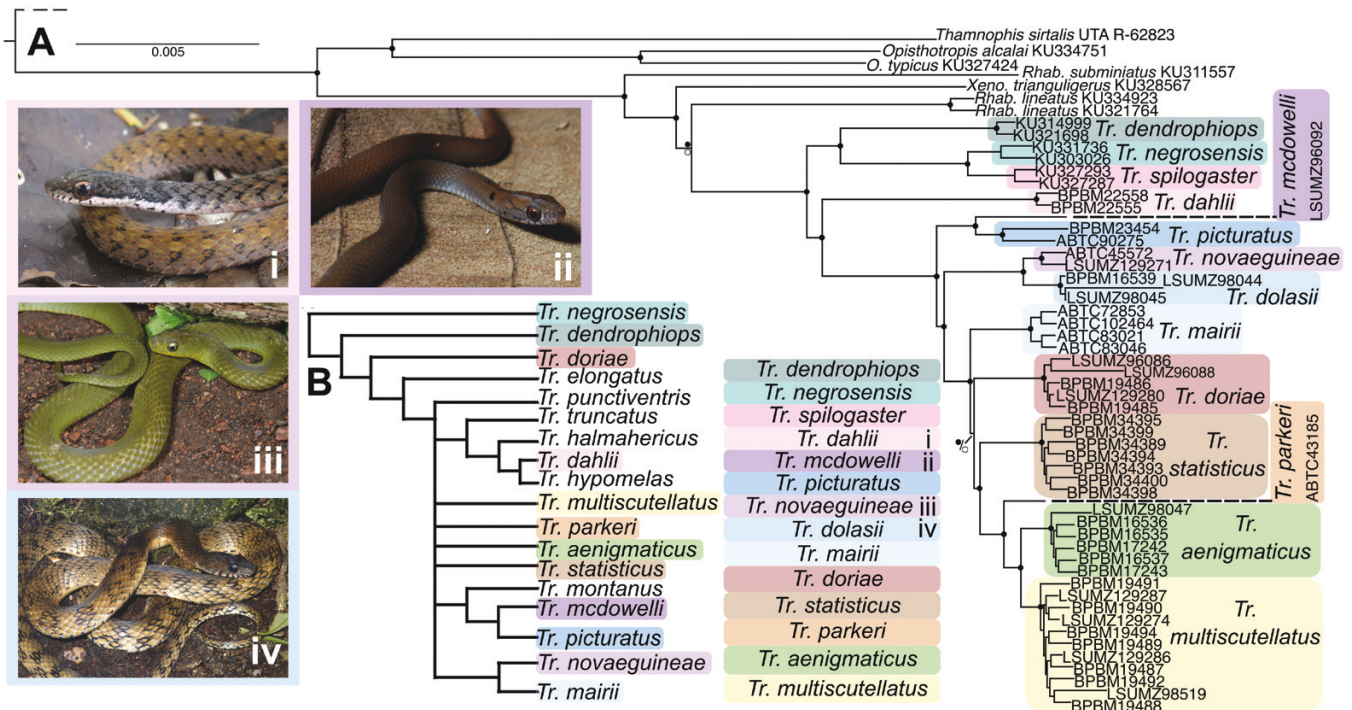 A
0.005
Thamnophis sirtalis UTA R-62823
Opisthotropis alcalai KU334751
O. typicus KU327424
Rhab. subminiatus KU311557
Xeno. trianguligerus KU328567
Rhab. lineatus KU334923
Rhab. lineatus KU321764
KU314999
KU321698
Tr. dendrophiops
KU331736
KU303026
Tr. negrosensis
KU327293
KU327287
Tr. spilogaster
BPBM22558
BPBM22555
Tr. dahlii
Tr. mcdowelli
LSUMZ96092
BPBM23454
ABTC90275
Tr. picturatus
ABTC45572
LSUMZ129271
Tr. novaeguineae
BPBM16539
LSUMZ98044
LSUMZ98045
Tr. dolasii
ABTC72853
ABTC102464
ABTC83021
ABTC83046
Tr. mairii
LSUMZ96086
LSUMZ96088
BPBM19486
LSUMZ129280
BPBM19485
Tr. doriae
BPBM34395
BPBM34399
BPBM34389
BPBM34394
BPBM34393
BPBM34400
BPBM34398
Tr.
statisticus
Tr. parkeri
ABTC43185
LSUMZ98047
BPBM16536
BPBM16535
BPBM17242
BPBM16537
BPBM17243
Tr.
aenigmaticus
BPBM19491
LSUMZ129287
BPBM19490
LSUMZ129274
BPBM19494
BPBM19489
LSUMZ129286
BPBM19487
BPBM19492
LSUMZ98519
BPBM19488
Tr.
multiscutellatus
i
ii
iii
iv
B
Tr. negrosensis
Tr. dendrophiops
Tr. doriae
Tr. elongatus
Tr. punctiventris
Tr. truncatus
Tr. halmahericus
Tr. dahlii
Tr. hypomelas
Tr. multiscutellatus
Tr. parkeri
Tr. aenigmaticus
Tr. statisticus
Tr. montanus
Tr. mcdowelli
Tr. picturatus
Tr. novaeguineae
Tr. mairii
Tr. dendrophiops
Tr. negrosensis
Tr. spilogaster
Tr. dahlii i
Tr. mcdowelli ii
Tr. picturatus
Tr. novaeguineae iii
Tr. dolasii iv
Tr. mairii
Tr. doriae
Tr. statisticus
Tr. parkeri
Tr. aenigmaticus
Tr. multiscutellatus